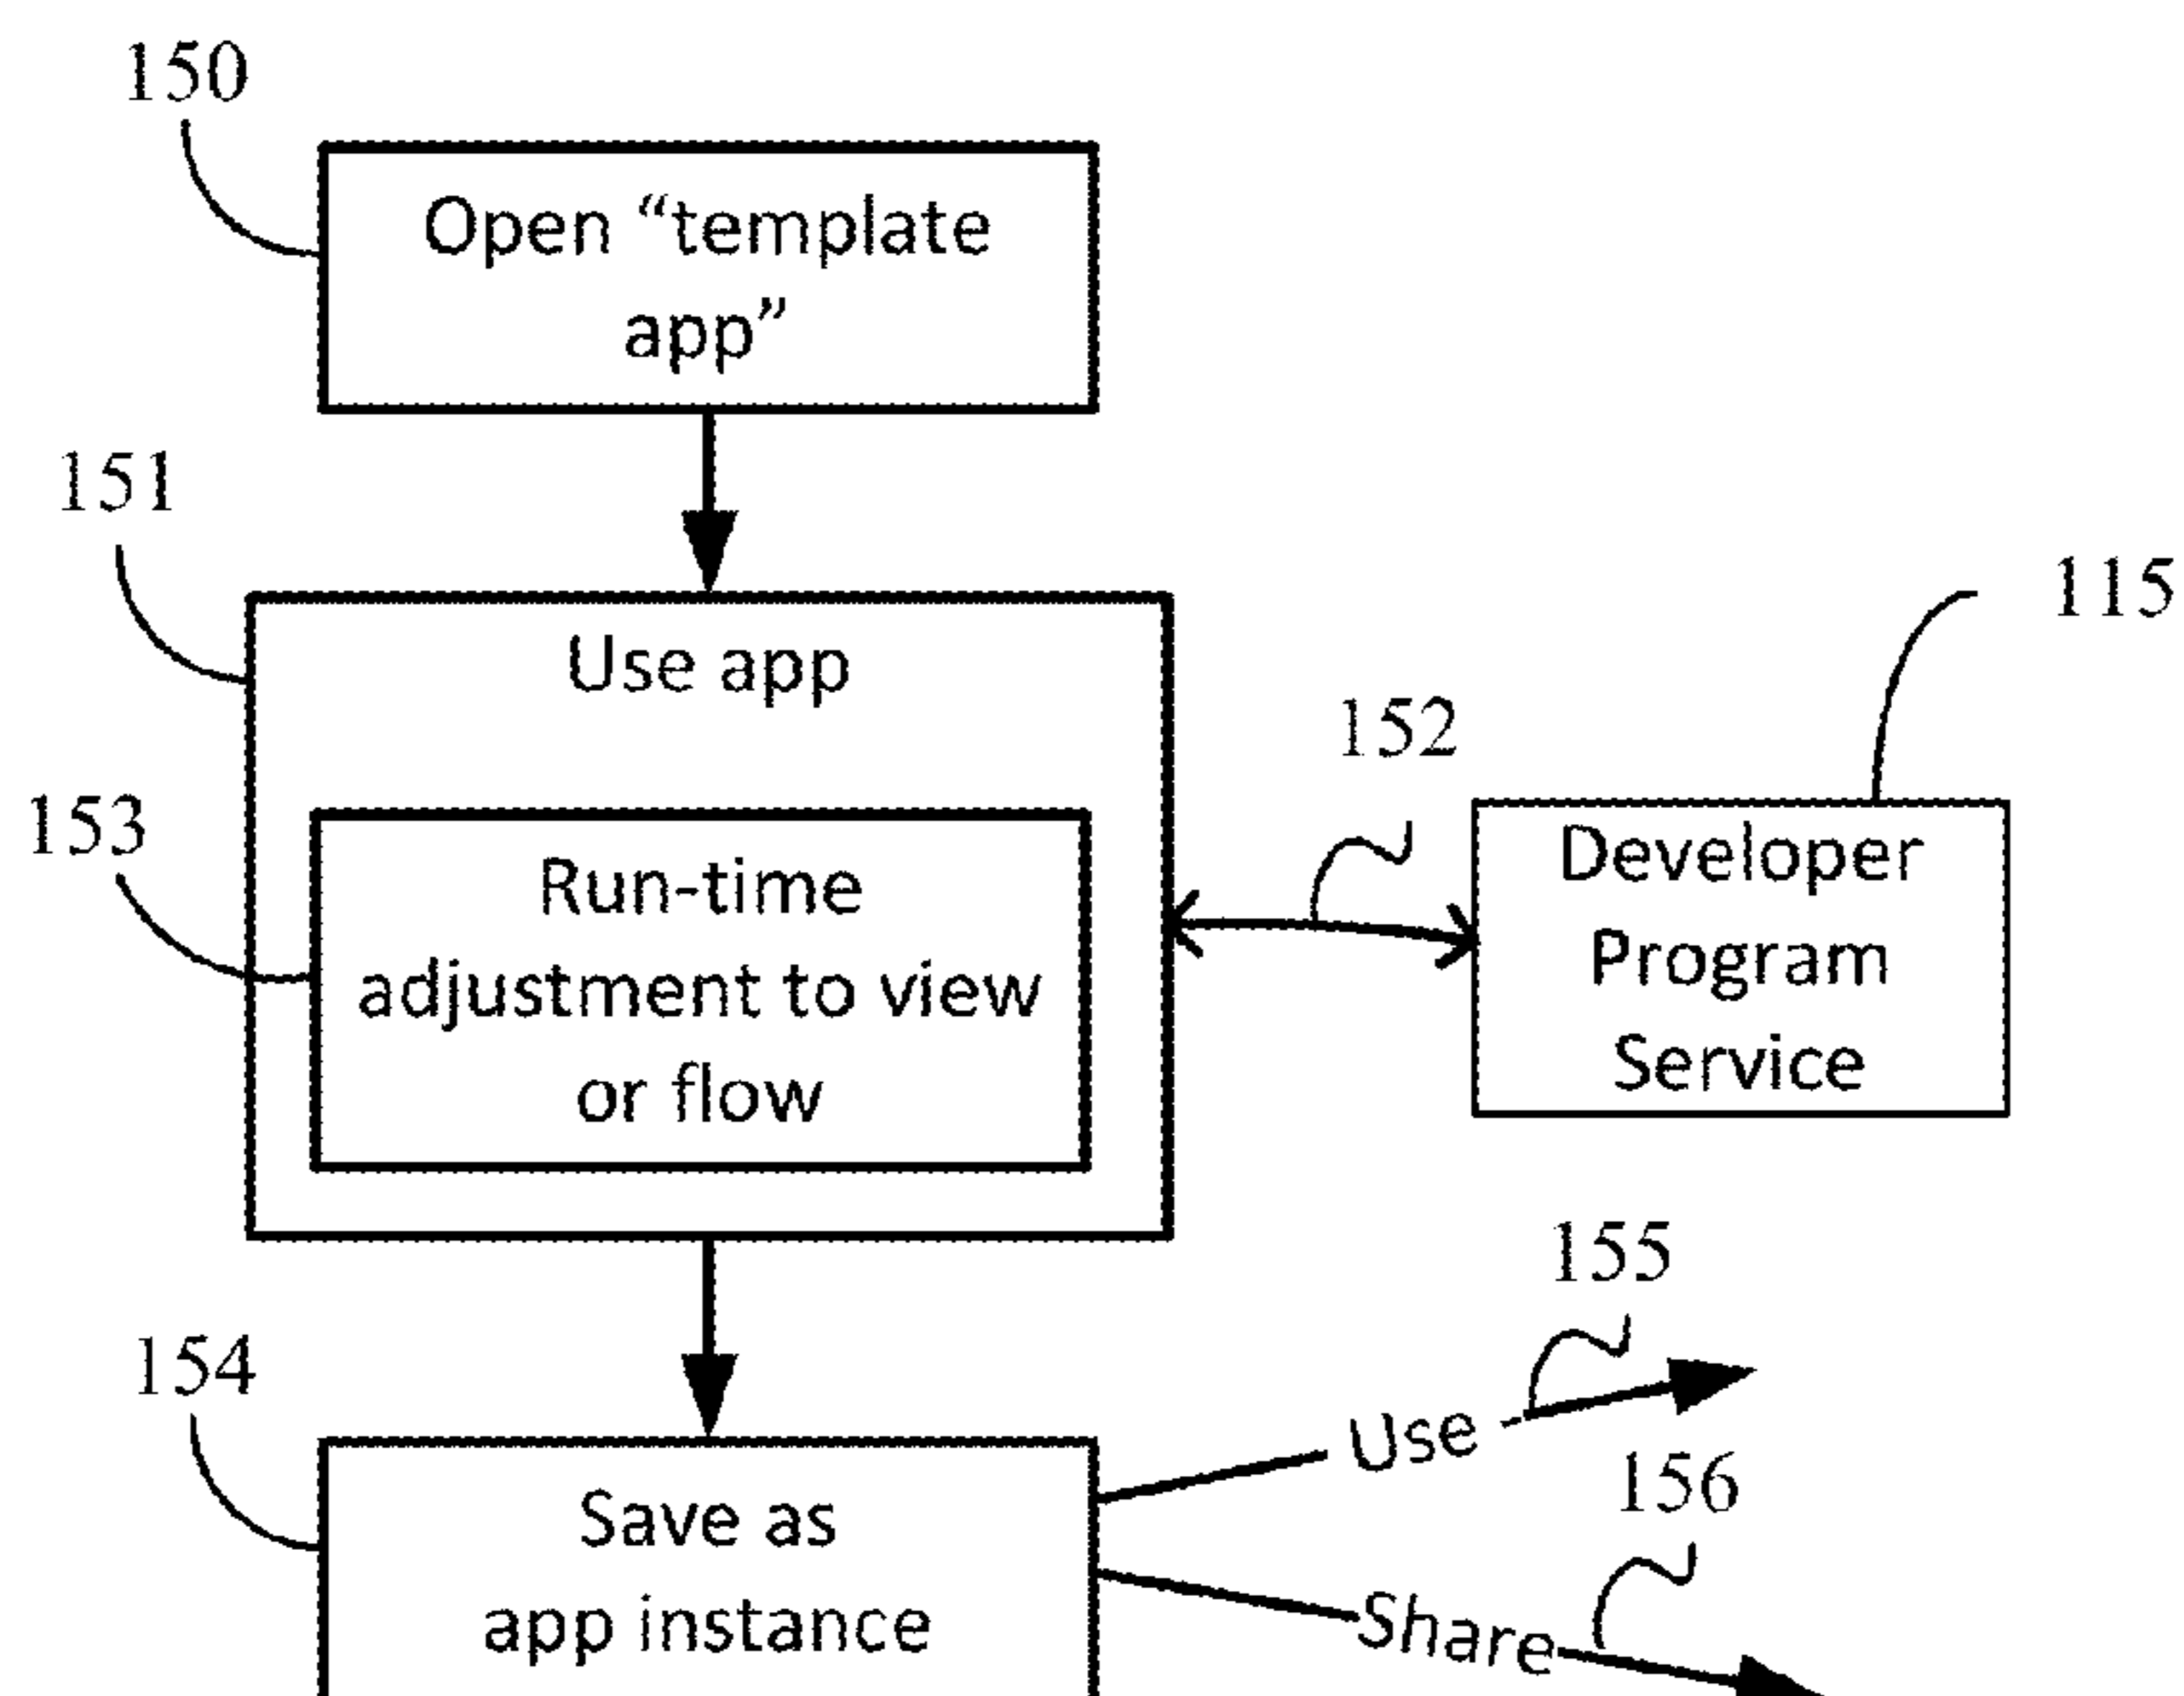 150
Open “template
app”
151
Use app
115
152
153
Run-time
adjustment to view
or flow
Developer
Program
Service
155
154
Use
156
Save as
app instance
Share